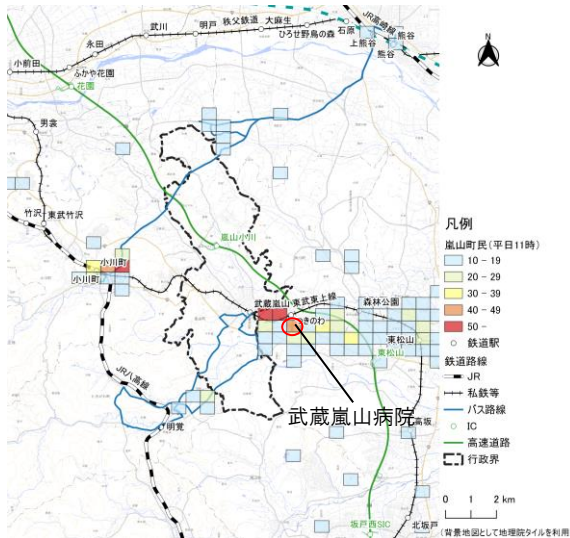 JR高崎線
熊谷
石原
上熊谷
熊谷
ひろせ野鳥の森
大麻生
秩父鉄道
明戸
武川
永田
小前田
ふかや花園
花園
男衾
竹沢
東武竹沢
嵐山小川
小川町
小川町
武蔵嵐山
東武東上線
森林公園
きのわ
東松山
東松山
JR八高線
武蔵嵐山病院
明覚
高坂
坂戸西SIC
北坂戸
N
凡例
嵐山町民(平日11時)
10 - 19
20 - 29
30 - 39
40 - 49
50 -
鉄道駅
鉄道路線
JR
私鉄等
バス路線
IC
高速道路
行政界
0 1 2 km
(背景地図として地理院タイルを利用